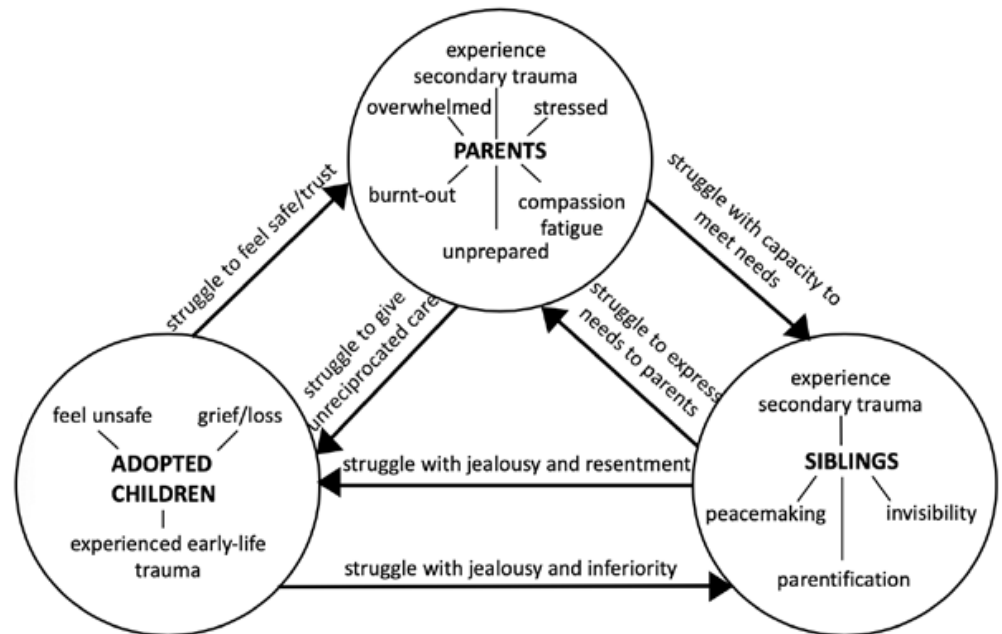 experience
secondary trauma
overwhelmed
stressed
PARENTS
burnt-out
compassion
fatigue
unprepared
struggle to feel safe/trust
struggle with capacity to
meet needs
struggle to give
unreciprocated care
struggle to express
needs to parents
feel unsafe
grief/loss
ADOPTED
CHILDREN
experienced early-life
trauma
struggle with jealousy and resentment
struggle with jealousy and inferiority
experience
secondary trauma
SIBLINGS
peacemaking
invisibility
parentification